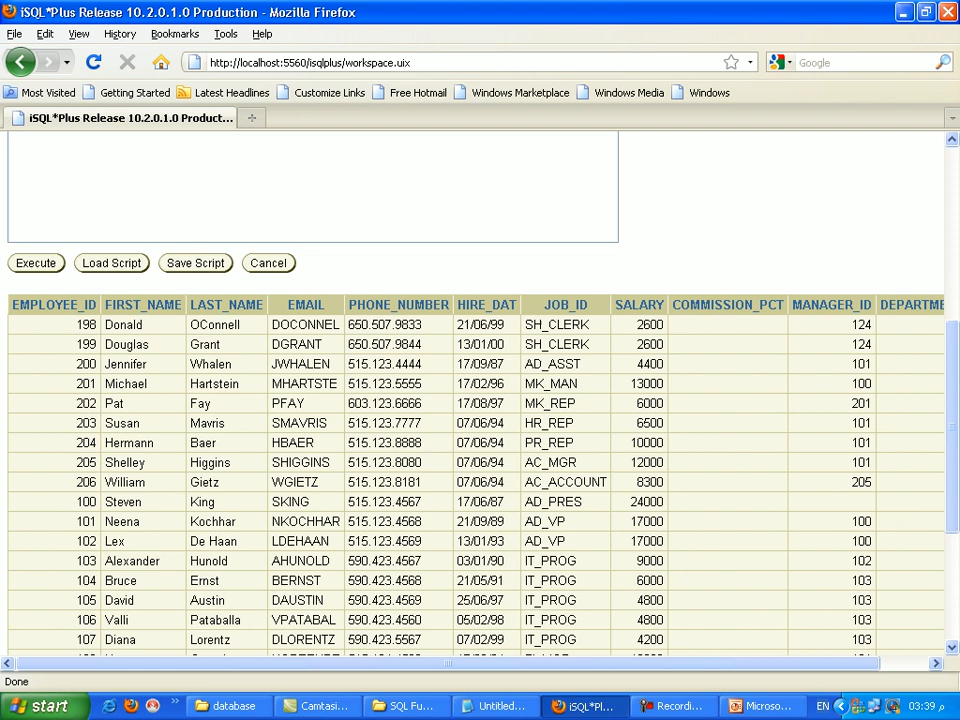 iSQL*Plus Release 10.2.0.1.0 Production - Mozilla Firefox
File Edit View History Bookmarks Tools Help
http://localhost:5560/isqlplus/workspace.uix Google
Most Visited Getting Started Latest Headlines Customize Links Free Hotmail Windows Marketplace Windows Media Windows
iSQL*Plus Release 10.2.0.1.0 Product...
Execute Load Script Save Script Cancel
EMPLOYEE_ID FIRST_NAME LAST_NAME EMAIL PHONE_NUMBER HIRE_DAT JOB_ID SALARY COMMISSION_PCT MANAGER_ID DEPARTME
198 Donald OConnell DOCONNEL 650.507.9833 21/06/99 SH_CLERK 2600 124
199 Douglas Grant DGRANT 650.507.9844 13/01/00 SH_CLERK 2600 124
200 Jennifer Whalen JWHALEN 515.123.4444 17/09/87 AD_ASST 4400 101
201 Michael Hartstein MHARTSTE 515.123.5555 17/02/96 MK_MAN 13000 100
202 Pat Fay PFAY 603.123.6666 17/08/97 MK_REP 6000 201
203 Susan Mavris SMAVRIS 515.123.7777 07/06/94 HR_REP 6500 101
204 Hermann Baer HBAER 515.123.8888 07/06/94 PR_REP 10000 101
205 Shelley Higgins SHIGGINS 515.123.8080 07/06/94 AC_MGR 12000 101
206 William Gietz WGIETZ 515.123.8181 07/06/94 AC_ACCOUNT 8300 205
100 Steven King SKING 515.123.4567 17/06/87 AD_PRES 24000
101 Neena Kochhar NKOCHHAR 515.123.4568 21/09/89 AD_VP 17000 100
102 Lex De Haan LDEHAAN 515.123.4569 13/01/93 AD_VP 17000 100
103 Alexander Hunold AHUNOLD 590.423.4567 03/01/90 IT_PROG 9000 102
104 Bruce Ernst BERNST 590.423.4568 21/05/91 IT_PROG 6000 103
105 David Austin DAUSTIN 590.423.4569 25/06/97 IT_PROG 4800 103
106 Valli Pataballa VPATABAL 590.423.4560 05/02/98 IT_PROG 4800 103
107 Diana Lorentz DLORENTZ 590.423.5567 07/02/99 IT_PROG 4200 103
Done
start database Camtasi... SQL Fu... Untitled... iSQL*Pl... Recordi... Microso... EN 03:39 م